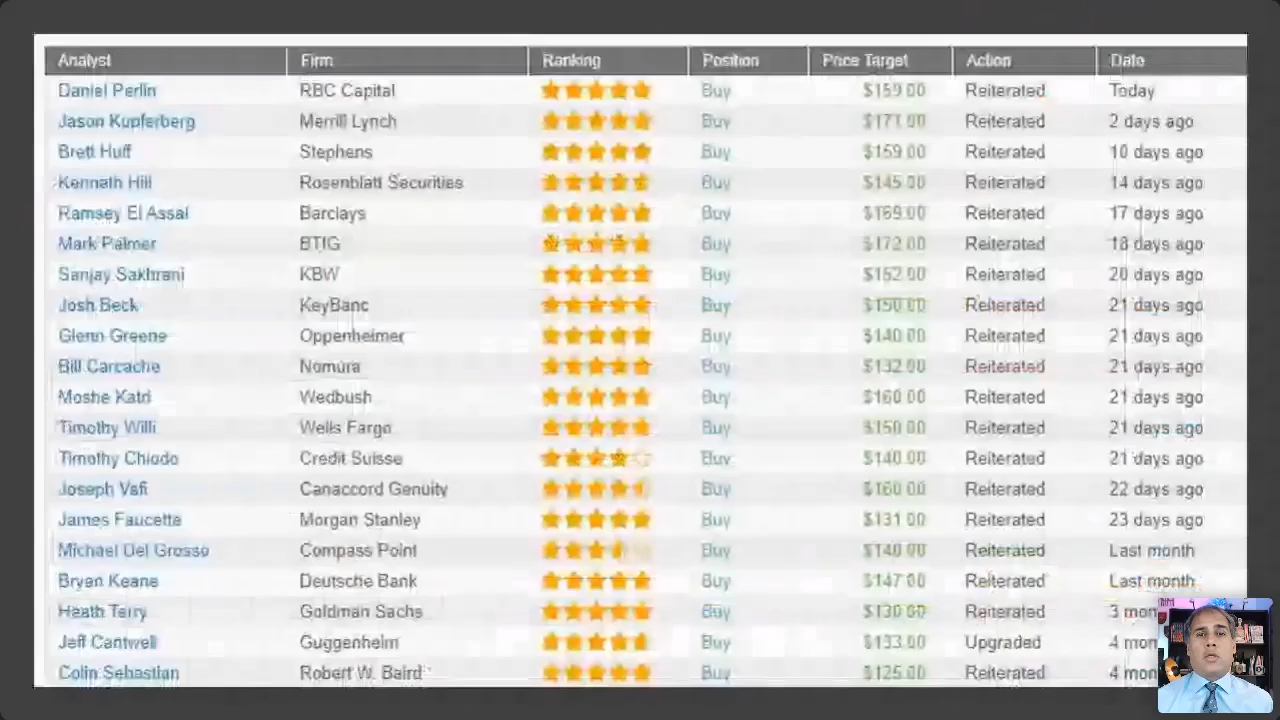 Analyst Firm Ranking Position Price Target Action Date
Daniel Perlin RBC Capital Buy $159.00 Reiterated Today
Jason Kupferberg Merrill Lynch Buy $171.00 Reiterated 2 days ago
Brett Huff Stephens Buy $159.00 Reiterated 10 days ago
Kenneth Hill Rosenblatt Securities Buy $145.00 Reiterated 14 days ago
Ramsey El Assal Barclays Buy $169.00 Reiterated 17 days ago
Mark Palmer BTIG Buy $172.00 Reiterated 18 days ago
Sanjay Sakhrani KBW Buy $152.00 Reiterated 20 days ago
Josh Beck KeyBanc Buy $150.00 Reiterated 21 days ago
Glenn Greene Oppenheimer Buy $140.00 Reiterated 21 days ago
Bill Carcache Nomura Buy $132.00 Reiterated 21 days ago
Moshe Katri Wedbush Buy $160.00 Reiterated 21 days ago
Timothy Willi Wells Fargo Buy $150.00 Reiterated 21 days ago
Timothy Chiodo Credit Suisse Buy $140.00 Reiterated 21 days ago
Joseph Vafi Canaccord Genuity Buy $160.00 Reiterated 22 days ago
James Faucette Morgan Stanley Buy $131.00 Reiterated 23 days ago
Michael Del Grosso Compass Point Buy $140.00 Reiterated Last month
Bryan Keane Deutsche Bank Buy $147.00 Reiterated Last month
Heath Terry Goldman Sachs Buy $130.00 Reiterated 3 mon
Jeff Cantwell Guggenheim Buy $133.00 Upgraded 4 mon
Colin Sebastian Robert W. Baird Buy $125.00 Reiterated 4 mon